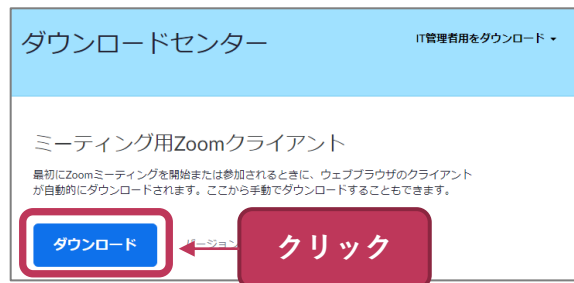 ダウンロードセンター
IT管理者用をダウンロード
ミーティング用Zoomクライアント
最初にZoomミーティングを開始または参加されるときに、ウェブブラウザのクライアント
が自動的にダウンロードされます。ここから手動でダウンロードすることもできます。
ダウンロード
バージョン
クリック